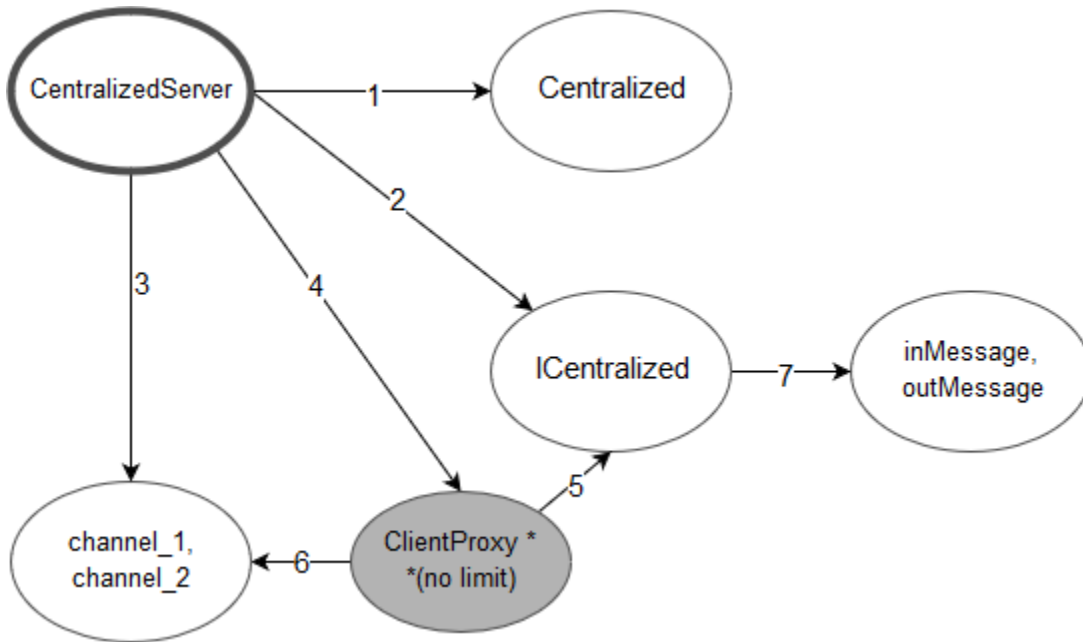 CentralizedServer
1
Centralized
2
3
4
ICentralized
7
inMessage,
outMessage
5
channel_1,
channel_2
6
ClientProxy *
*(no limit)